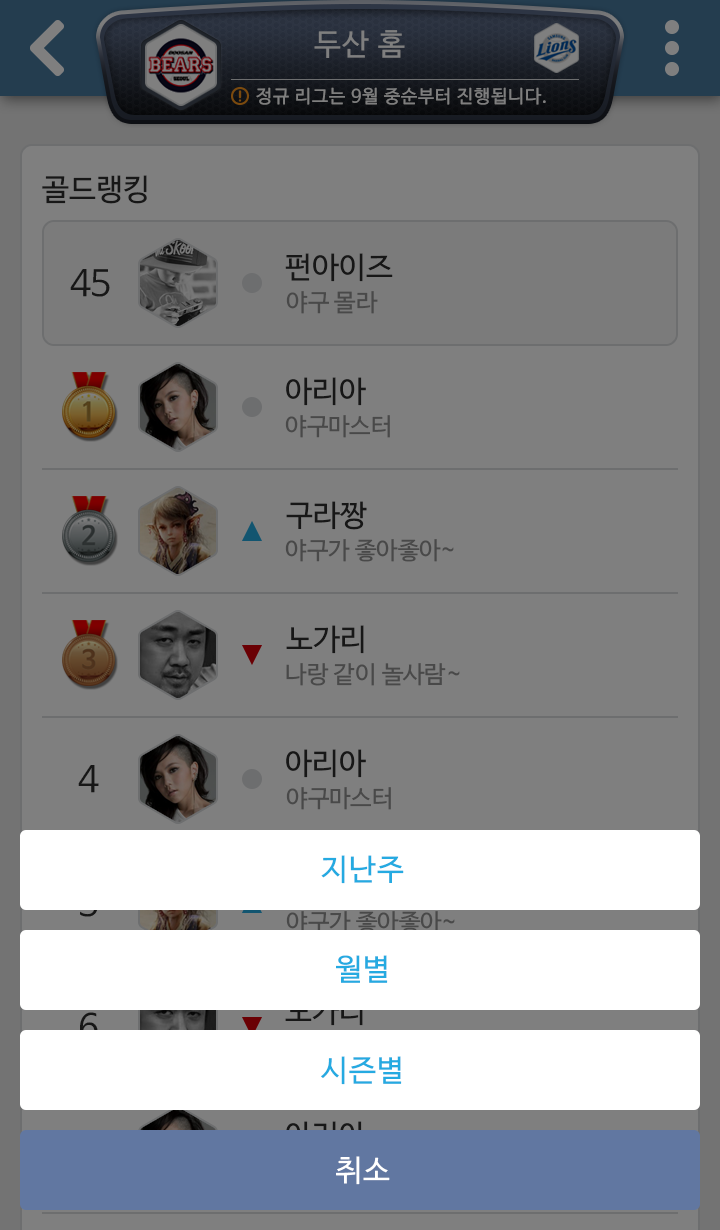 두산 홈
BEARS
Lions
정규 리그는 9월 중순부터 진행됩니다.
골드랭킹
45
펀아이즈
야구 몰라
1
아리아
야구마스터
2
구라짱
야구가 좋아좋아~
3
노가리
나랑 같이 놀사람~
4
아리아
야구마스터
지난주
야구가 좋아좋아~
월별
6
노가리
시즌별
취소